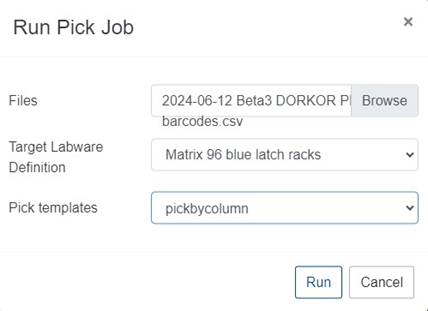 Run Pick Job
×
Files
2024-06-12 Beta3 DORKOR Browse
barcodes.csv
Target Labware
Definition
Matrix 96 blue latch racks
Pick templates
pickbycolumn
Run
Cancel